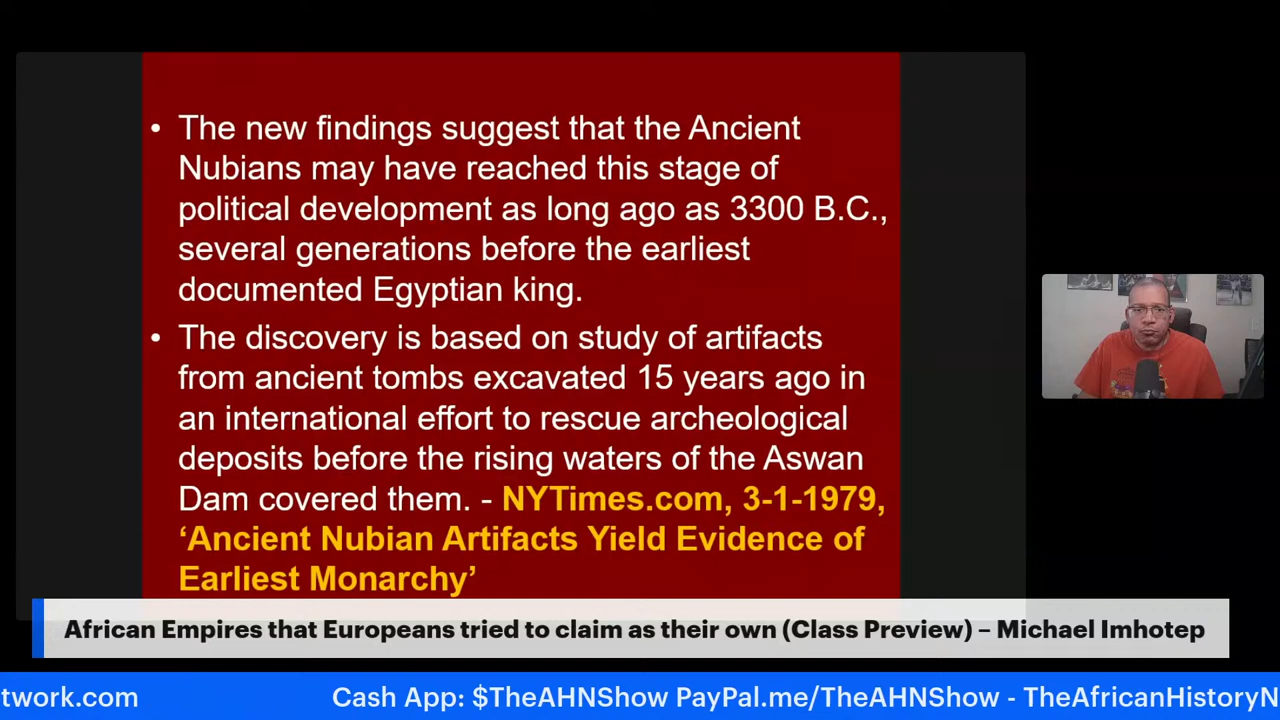 • The new findings suggest that the Ancient
Nubians may have reached this stage of
political development as long ago as 3300 B.C.,
several generations before the earliest
documented Egyptian king.
• The discovery is based on study of artifacts
from ancient tombs excavated 15 years ago in
an international effort to rescue archeological
deposits before the rising waters of the Aswan
Dam covered them. - NYTimes.com, 3-1-1979,
‘Ancient Nubian Artifacts Yield Evidence of
Earliest Monarchy’
African Empires that Europeans tried to claim as their own (Class Preview) – Michael Imhotep
twork.com Cash App: $TheAHNShow PayPal.me/TheAHNShow - TheAfricanHistoryN